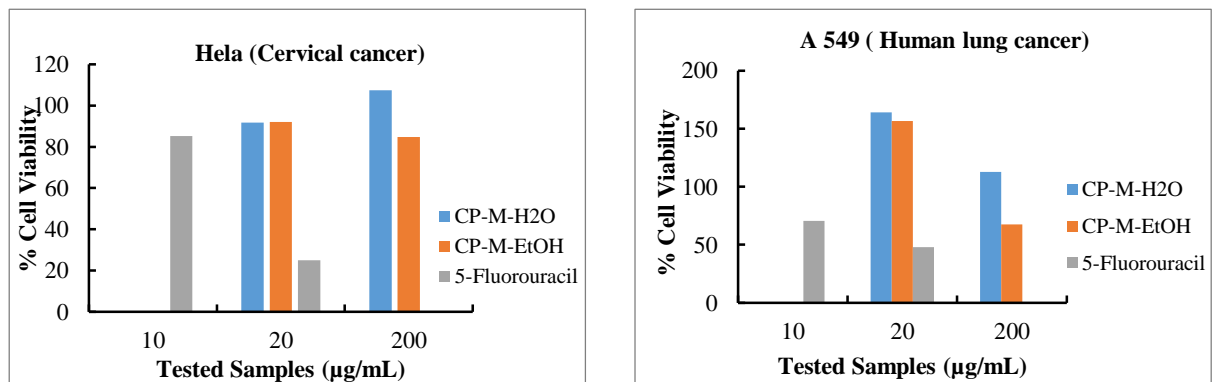 Hela (Cervical cancer)
120
100
80
60
40
20
0
% Cell Viability
10 20 200
Tested Samples (µg/mL)
CP-M-H2O
CP-M-EtOH
5-Fluorouracil
A 549 ( Human lung cancer)
200
150
100
50
0
% Cell Viability
10 20 200
Tested Samples (µg/mL)
CP-M-H2O
CP-M-EtOH
5-Fluorouracil